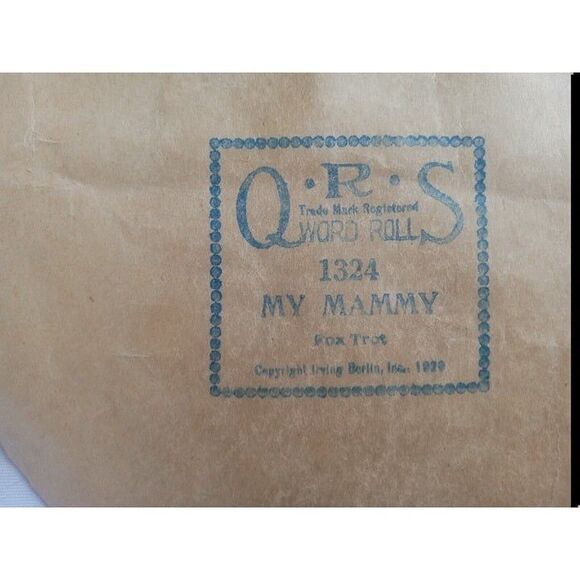 Q·R·S
Trade Mark Registered
WORD ROLL
1324
MY MAMMY
Fox Trot
Copyright Irving Berlin, Inc., 1920